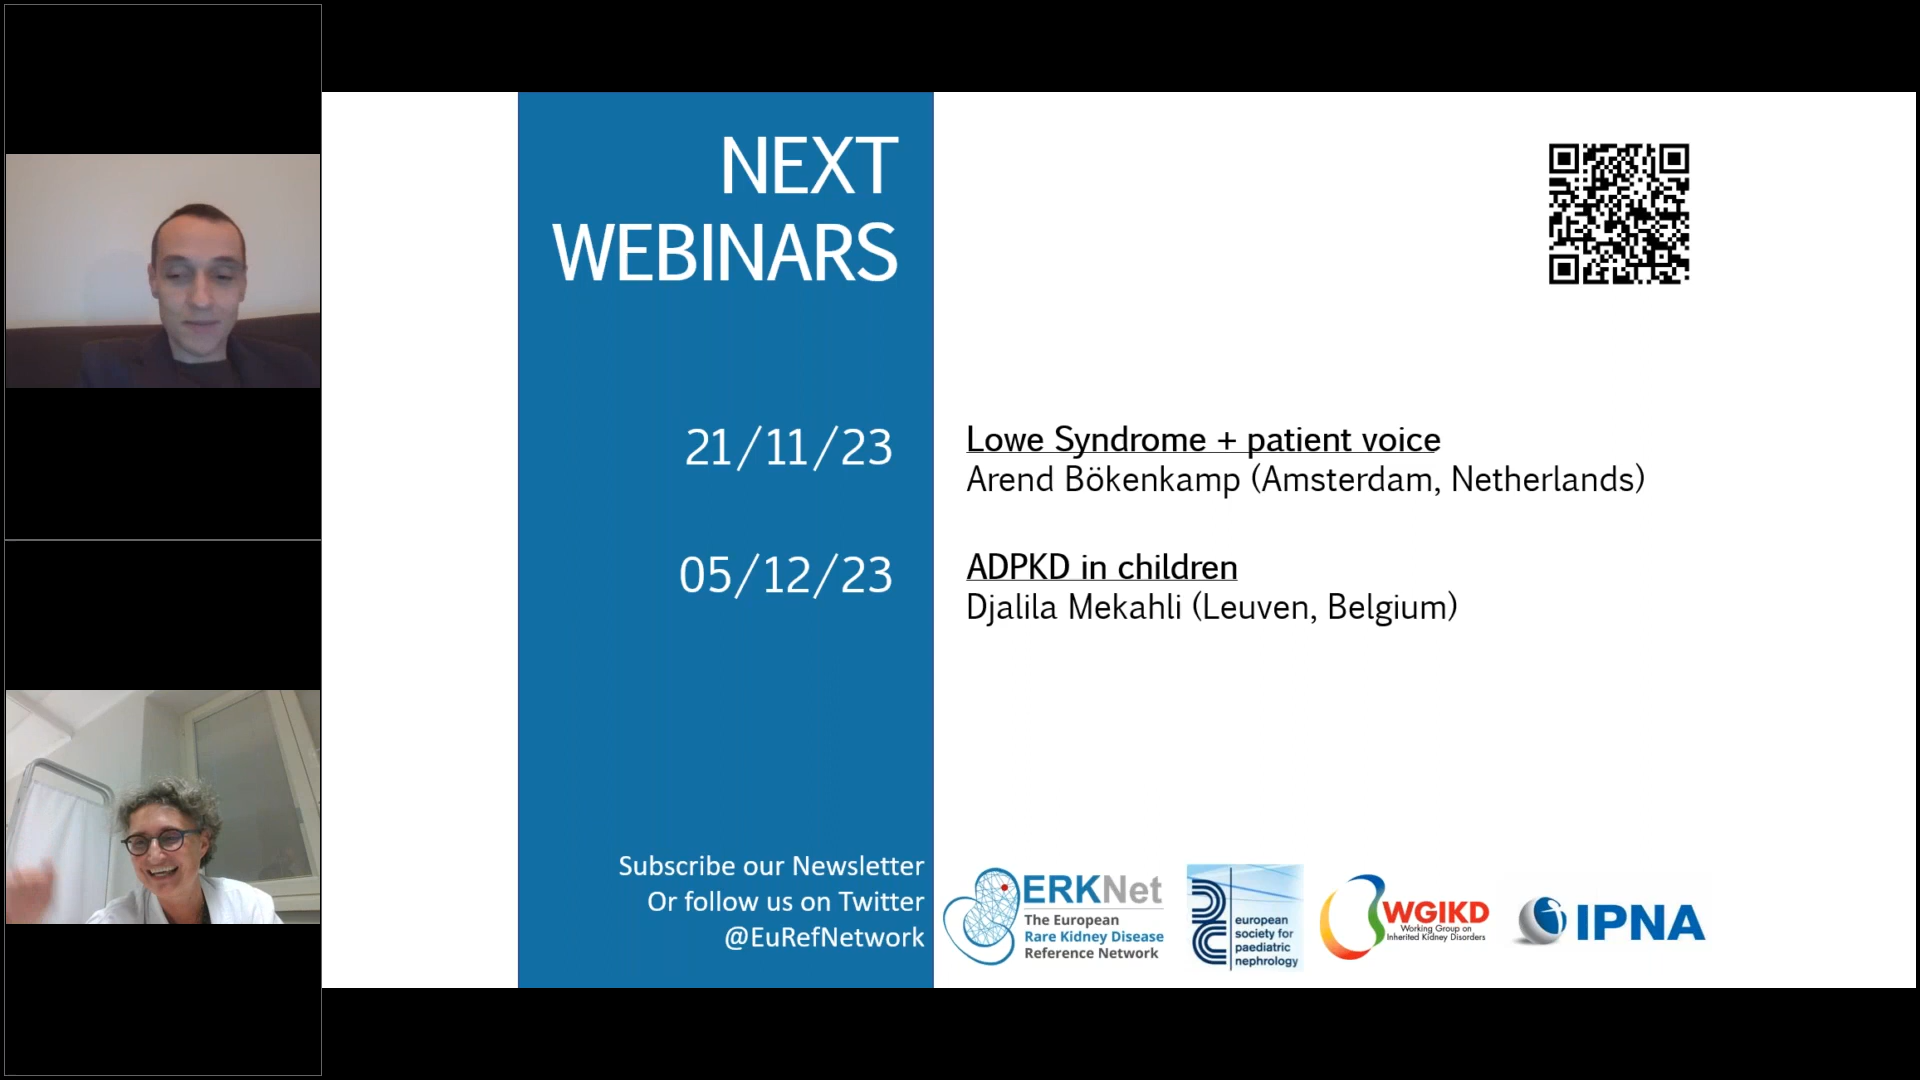 NEXT
WEBINARS
21/11/23
Lowe Syndrome + patient voice
Arend Bökenkamp (Amsterdam, Netherlands)
05/12/23
ADPKD in children
Djalila Mekahli (Leuven, Belgium)
Subscribe our Newsletter
Or follow us on Twitter
@EuRefNetwork
ERKNet
The European
Rare Kidney Disease
Reference Network
european
society for
paediatric
nephrology
WGIKD
Working Group on
Inherited Kidney Disorders
IPNA